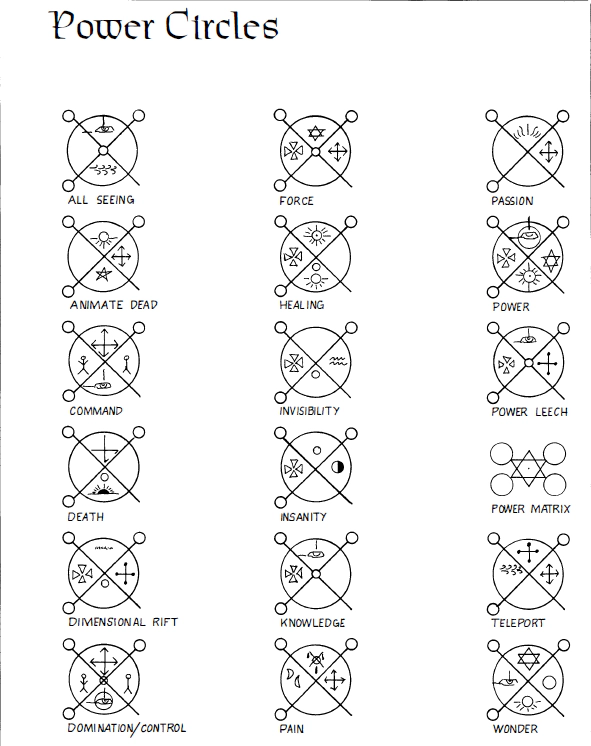 Power Circles
ALL SEEING
FORCE
PASSION
ANIMATE DEAD
HEALING
POWER
COMMAND
INVISIBILITY
POWER LEECH
DEATH
INSANITY
POWER MATRIX
DIMENSIONAL RIFT
KNOWLEDGE
TELEPORT
DOMINATION/CONTROL
PAIN
WONDER